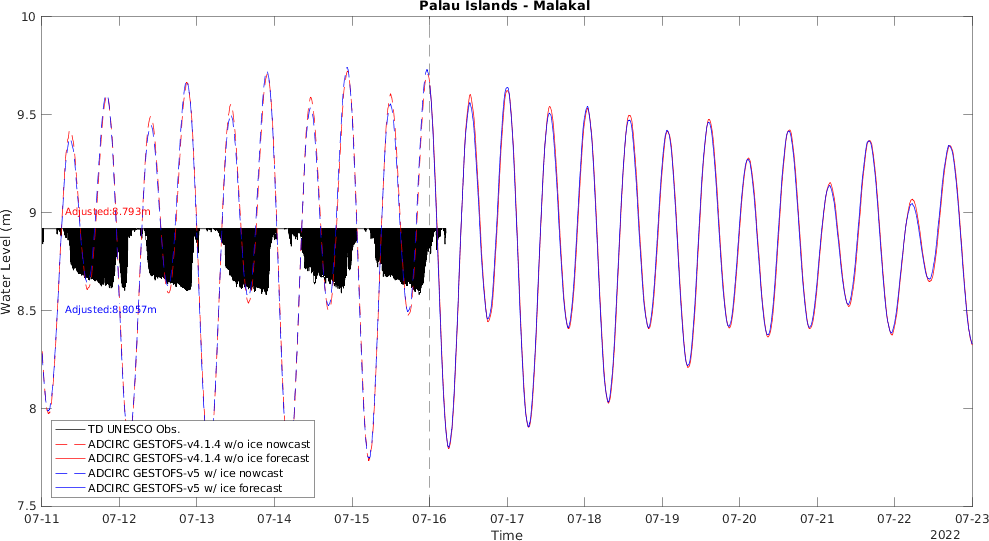 Palau Islands - Malakal
10
9.5
9
8.5
8
7.5
Water Level (m)
Adjusted:8.793m
Adjusted:8.8057m
TD UNESCO Obs.
ADCIRC GESTOFS-v4.1.4 w/o ice nowcast
ADCIRC GESTOFS-v4.1.4 w/o ice forecast
ADCIRC GESTOFS-v5 w/ ice nowcast
ADCIRC GESTOFS-v5 w/ ice forecast
07-11 07-12 07-13 07-14 07-15 07-16 07-17 07-18 07-19 07-20 07-21 07-22 07-23
Time
2022